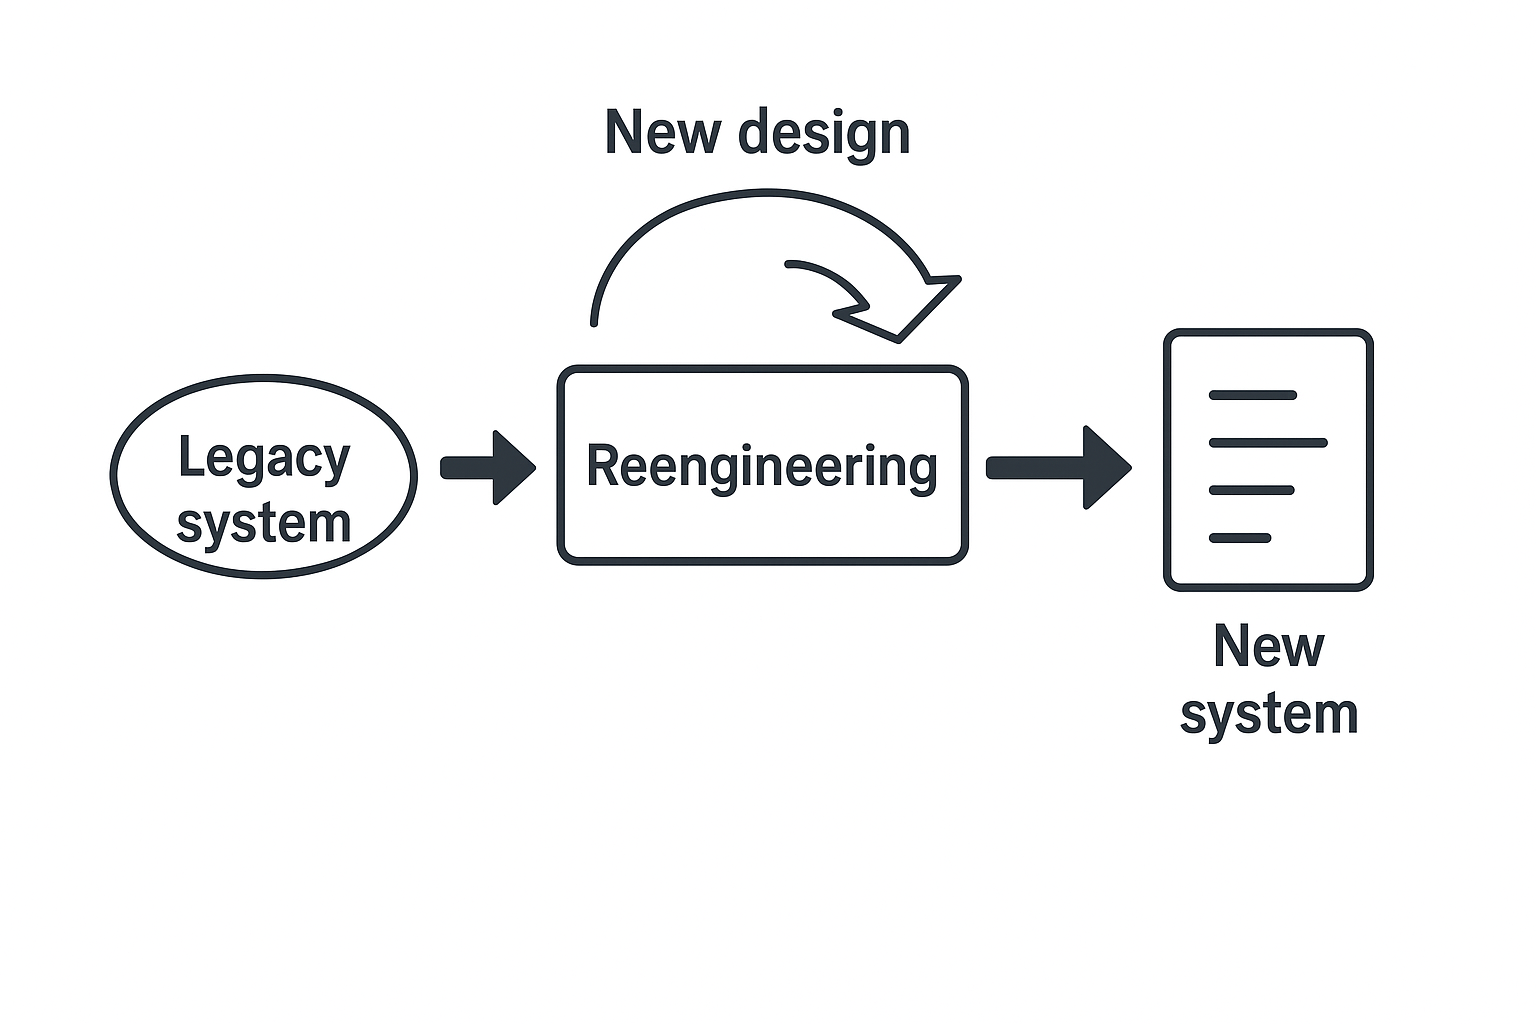 New design
Legacy
system
Reengineering
New
system